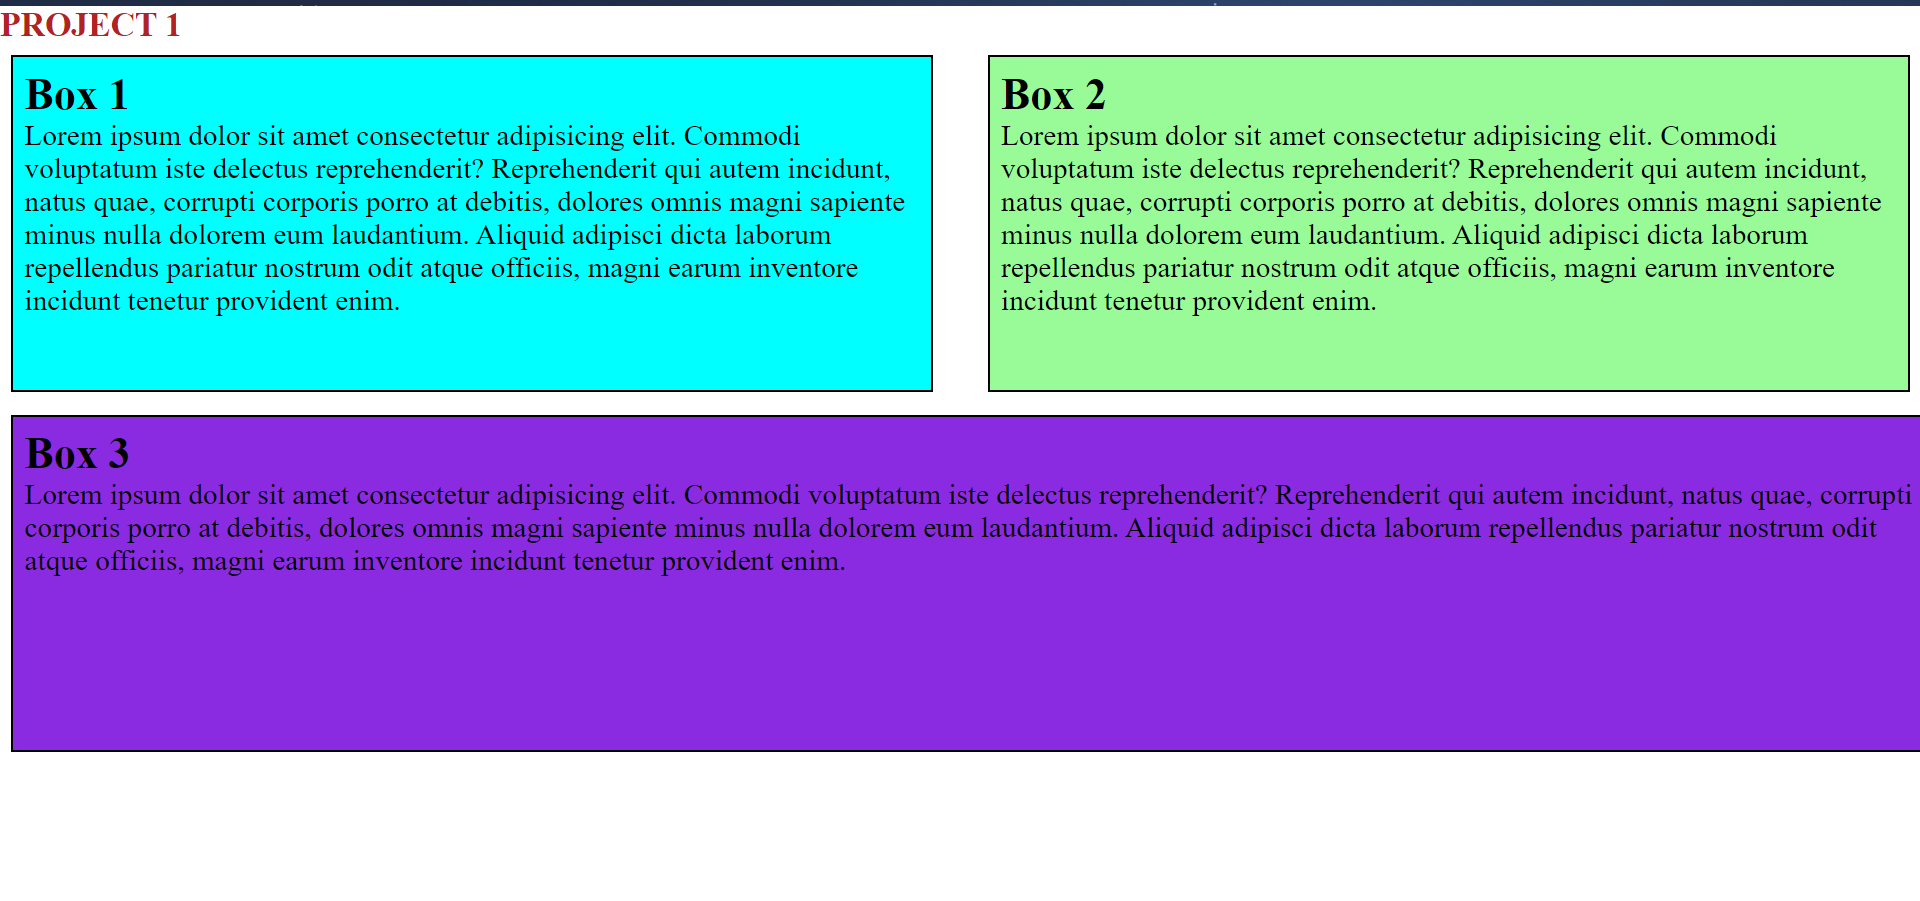 PROJECT 1
Box 1
Lorem ipsum dolor sit amet consectetur adipisicing elit. Commodi
voluptatum iste delectus reprehenderit? Reprehenderit qui autem incidunt,
natus quae, corrupti corporis porro at debitis, dolores omnis magni sapiente
minus nulla dolorem eum laudantium. Aliquid adipisci dicta laborum
repellendus pariatur nostrum odit atque officiis, magni earum inventore
incidunt tenetur provident enim.
Box 2
Lorem ipsum dolor sit amet consectetur adipisicing elit. Commodi
voluptatum iste delectus reprehenderit? Reprehenderit qui autem incidunt,
natus quae, corrupti corporis porro at debitis, dolores omnis magni sapiente
minus nulla dolorem eum laudantium. Aliquid adipisci dicta laborum
repellendus pariatur nostrum odit atque officiis, magni earum inventore
incidunt tenetur provident enim.
Box 3
Lorem ipsum dolor sit amet consectetur adipisicing elit. Commodi voluptatum iste delectus reprehenderit? Reprehenderit qui autem incidunt, natus quae, corrupti
corporis porro at debitis, dolores omnis magni sapiente minus nulla dolorem eum laudantium. Aliquid adipisci dicta laborum repellendus pariatur nostrum odit
atque officiis, magni earum inventore incidunt tenetur provident enim.